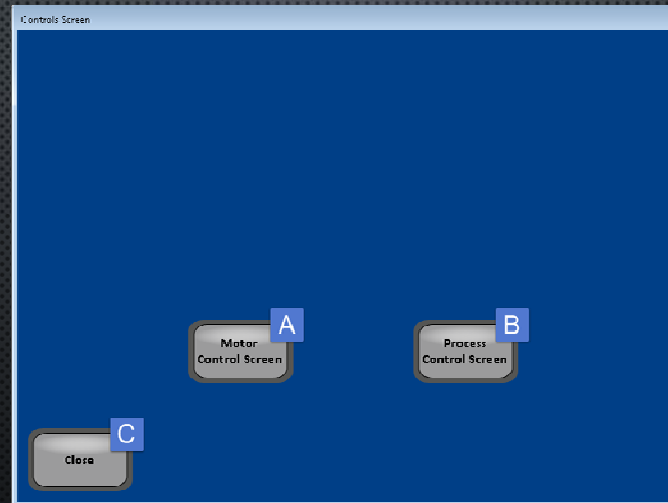 Controls Screen
A
Motor
Control Screen
B
Process
Control Screen
C
Close